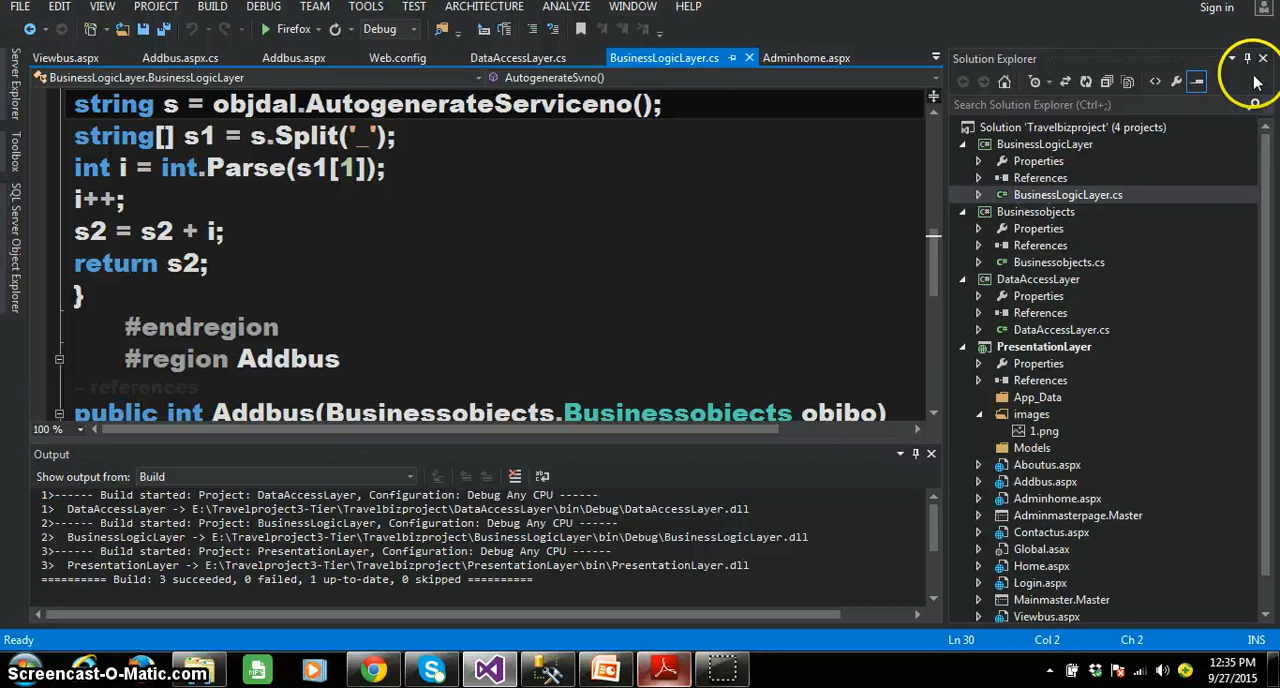 FILE EDIT VIEW PROJECT BUILD DEBUG TEAM TOOLS TEST ARCHITECTURE ANALYZE WINDOW HELP Sign in
Firefox Debug
Viewbus.aspx Addbus.aspx.cs Addbus.aspx Web.config DataAccessLayer.cs BusinessLogicLayer.cs Adminhome.aspx
BusinessLogicLayer.BusinessLogicLayer AutogenerateSvno()
string s = objdal.AutogenerateServiceno();
string[] s1 = s.Split('_');
int i = int.Parse(s1[1]);
i++;
s2 = s2 + i;
return s2;
}
#endregion
#region Addbus
- references
public int Addbus(Businessobjects.Businessobjects objbo)
100 %
Server Explorer
Toolbox
SQL Server Object Explorer
Output
Show output from: Build
1>------ Build started: Project: DataAccessLayer, Configuration: Debug Any CPU ------
1> DataAccessLayer -> E:\Travelproject3-Tier\Travelbizproject\DataAccessLayer\bin\Debug\DataAccessLayer.dll
2>------ Build started: Project: BusinessLogicLayer, Configuration: Debug Any CPU ------
2> BusinessLogicLayer -> E:\Travelproject3-Tier\Travelbizproject\BusinessLogicLayer\bin\Debug\BusinessLogicLayer.dll
3>------ Build started: Project: PresentationLayer, Configuration: Debug Any CPU ------
3> PresentationLayer -> E:\Travelproject3-Tier\Travelbizproject\PresentationLayer\bin\PresentationLayer.dll
========== Build: 3 succeeded, 0 failed, 1 up-to-date, 0 skipped ==========
Solution Explorer
Search Solution Explorer (Ctrl+;)
Solution 'Travelbizproject' (4 projects)
BusinessLogicLayer
Properties
References
BusinessLogicLayer.cs
Businessobjects
Properties
References
Businessobjects.cs
DataAccessLayer
Properties
References
DataAccessLayer.cs
PresentationLayer
Properties
References
App_Data
images
1.png
Models
Aboutus.aspx
Addbus.aspx
Adminhome.aspx
Adminmasterpage.Master
Contactus.aspx
Global.asax
Home.aspx
Login.aspx
Mainmaster.Master
Viewbus.aspx
Ready Ln 30 Col 2 Ch 2 INS
Screencast-O-Matic.com
12:35 PM
9/27/2015